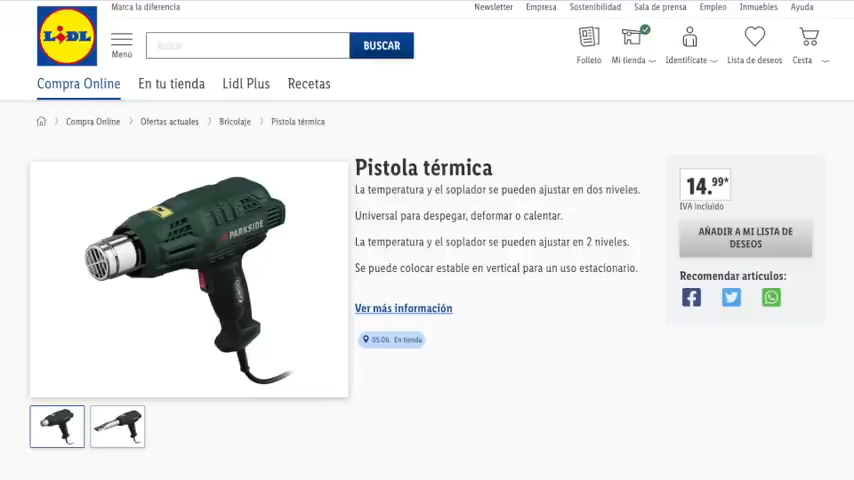 Marca la diferencia
Newsletter Empresa Sostenibilidad Sala de prensa Empleo Inmuebles Ayuda
LIDL
Menú
Buscar
BUSCAR
Folleto Mi tienda Identifícate Lista de deseos Cesta
Compra Online En tu tienda Lidl Plus Recetas
Compra Online Ofertas actuales Bricolaje Pistola térmica
PARKSIDE
Pistola térmica
La temperatura y el soplador se pueden ajustar en dos niveles.
Universal para despegar, deformar o calentar.
La temperatura y el soplador se pueden ajustar en 2 niveles.
Se puede colocar estable en vertical para un uso estacionario.
Ver más información
05.06. En tienda
14.99*
IVA incluido
AÑADIR A MI LISTA DE
DESEOS
Recomendar artículos: